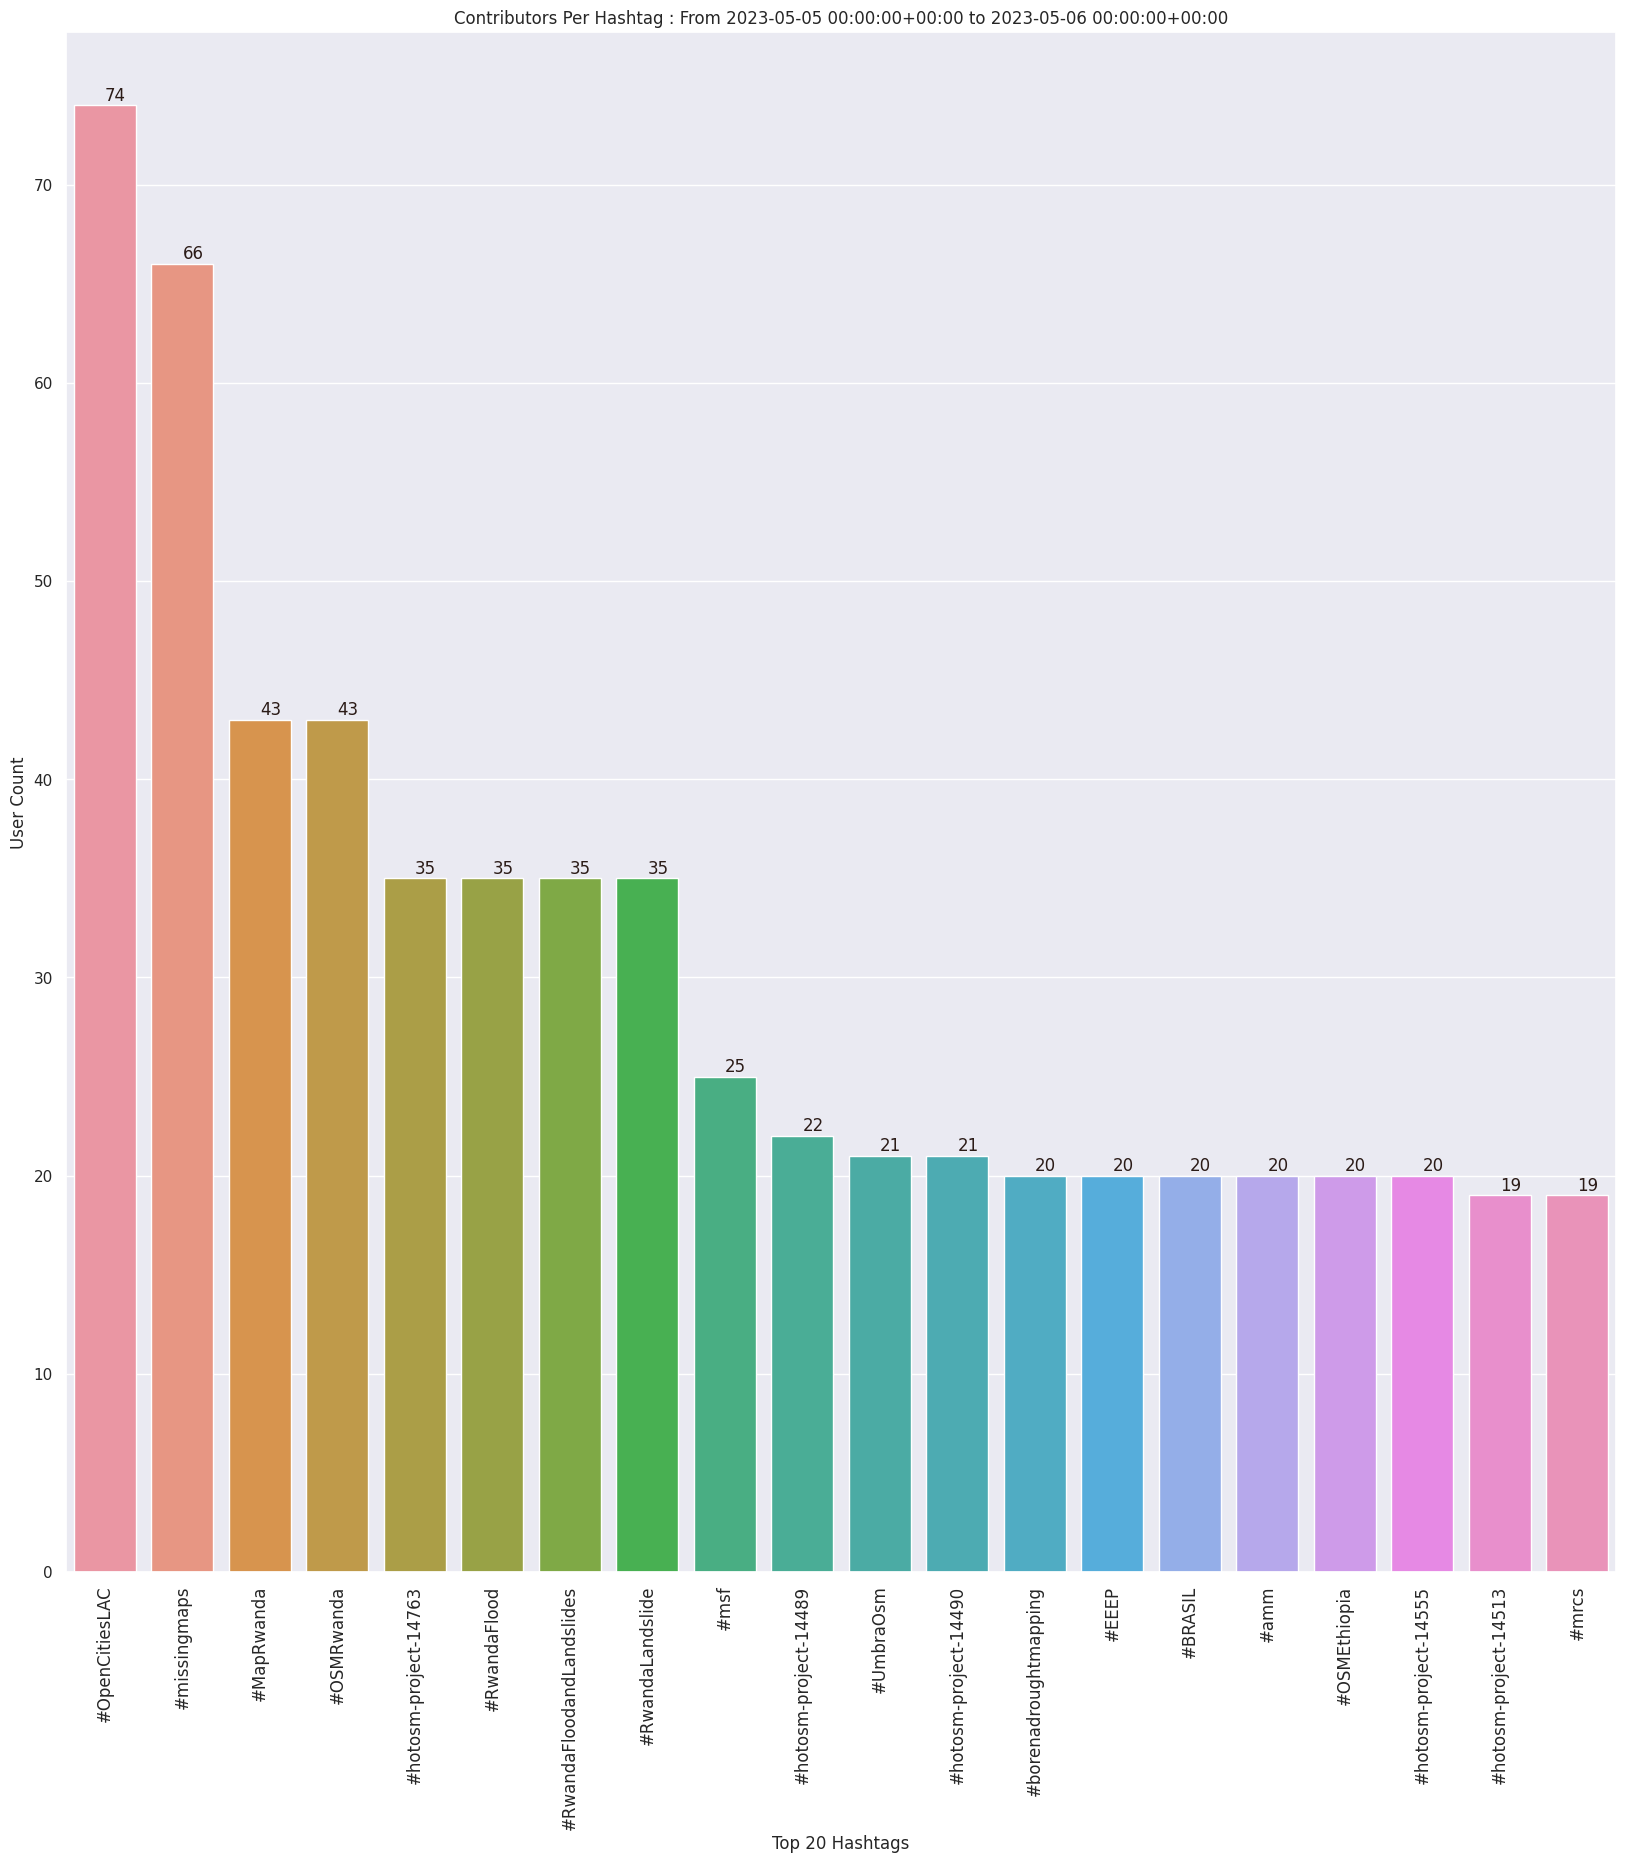 Contributors Per Hashtag : From 2023-05-05 00:00:00+00:00 to 2023-05-06 00:00:00+00:00
74
66
43
43
35
35
35
35
25
22
21
21
20
20
20
20
20
20
19
19
70
60
50
40
30
20
10
0
User Count
#OpenCitiesLAC
#missingmaps
#MapRwanda
#OSMRwanda
#hotosm-project-14763
#RwandaFlood
#RwandaFloodandLandslides
#RwandaLandslide
#msf
#hotosm-project-14489
#UmbraOsm
#hotosm-project-14490
#borenadroughtmapping
#EEEP
#BRASIL
#amm
#OSMEthiopia
#hotosm-project-14555
#hotosm-project-14513
#mrcs
Top 20 Hashtags